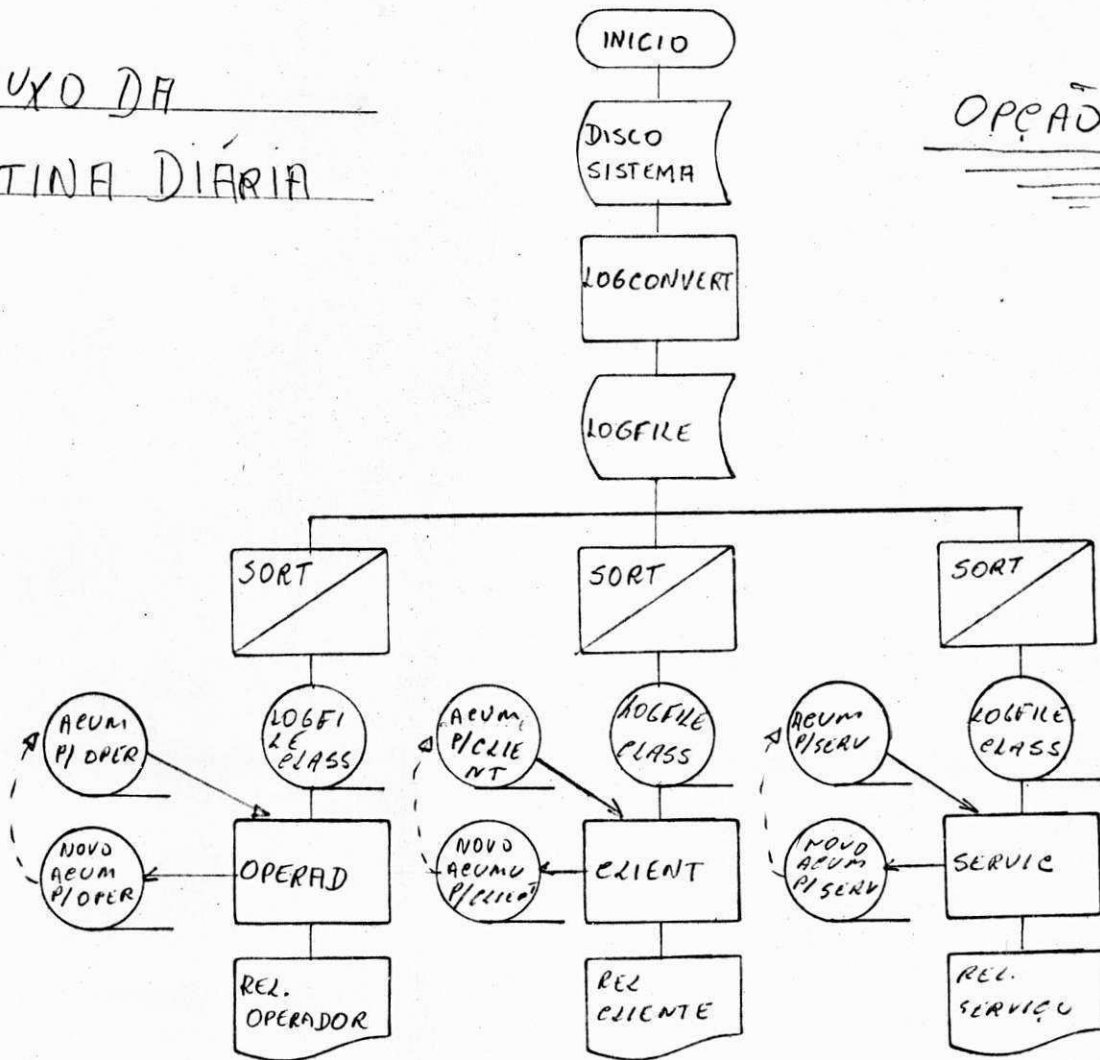 UXO DA
TINA DIÁRIA
OPÇÃO
INICIO
DISCO
SISTEMA
LOGCONVERT
LOGFILE
SORT
SORT
SORT
ACUM
P/OPER
LOGFI
LE
CLASS
ACUM
P/CLIE
NT
LOGFILE
CLASS
ACUM
P/SERV
LOGFILE
CLASS
NOVO
ACUM
P/OPER
OPERAD
NOVO
ACUMU
P/CLIENT
CLIENT
NOVO
ACUM
P/SERV
SERVIC
REL.
OPERADOR
REL
CLIENTE
REL.
SERVIÇO